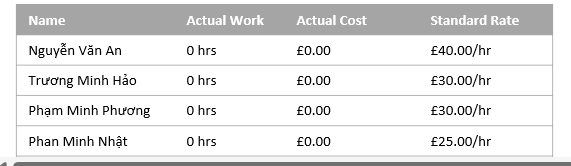 Name Actual Work Actual Cost Standard Rate
Nguyễn Văn An 0 hrs £0.00 £40.00/hr
Trương Minh Hảo 0 hrs £0.00 £30.00/hr
Phạm Minh Phương 0 hrs £0.00 £30.00/hr
Phan Minh Nhật 0 hrs £0.00 £25.00/hr